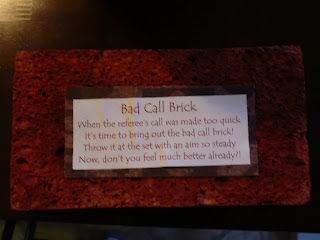 Bad Call Brick
When the referee's call was made too quick
It's time to bring out the bad call brick!
Throw it at the set with an aim so steady
Now, don't you feel much better already?!